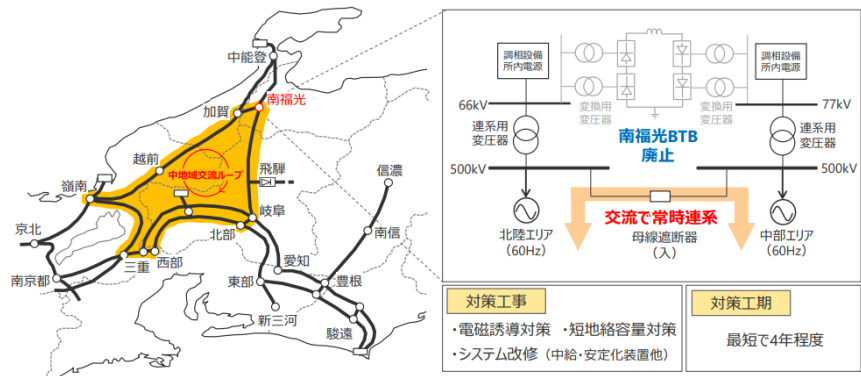 中能登
加賀
南福光
越前
中地域交流ループ
飛騨
信濃
嶺南
岐阜
京北
北部
南信
三重
西部
愛知
南京都
東部
豊根
新三河
駿遠
調相設備
所内電源
調相設備
所内電源
66kV
変換用
変圧器
変換用
変圧器
77kV
連系用
変圧器
南福光BTB
廃止
連系用
変圧器
500kV
500kV
交流で常時連系
北陸エリア
(60Hz)
母線遮断器
(入)
中部エリア
(60Hz)
対策工事
・電磁誘導対策 ・短地絡容量対策
・システム改修(中給・安定化装置他)
対策工期
最短で4年程度